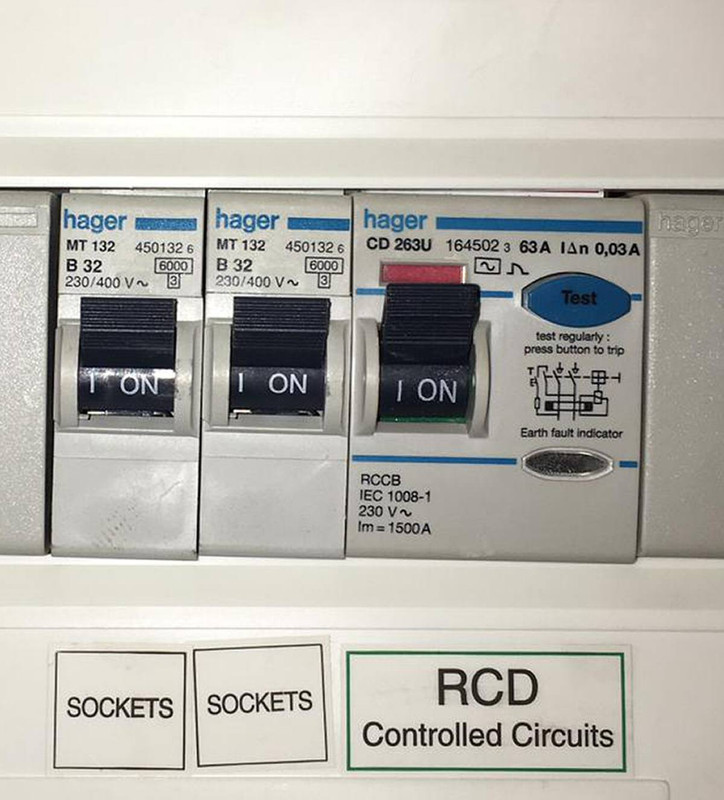 hager
MT 132 450132 6
B 32 6000
230/400 V~ 3
I ON
hager
MT 132 450132 6
B 32 6000
230/400 V~ 3
I ON
hager
CD 263U 164502 3 63A IΔn 0,03A
Test
test regularly :
press button to trip
I ON
Earth fault indicator
RCCB
IEC 1008-1
230 V~
Im = 1500A
hager
SOCKETS
SOCKETS
RCD
Controlled Circuits